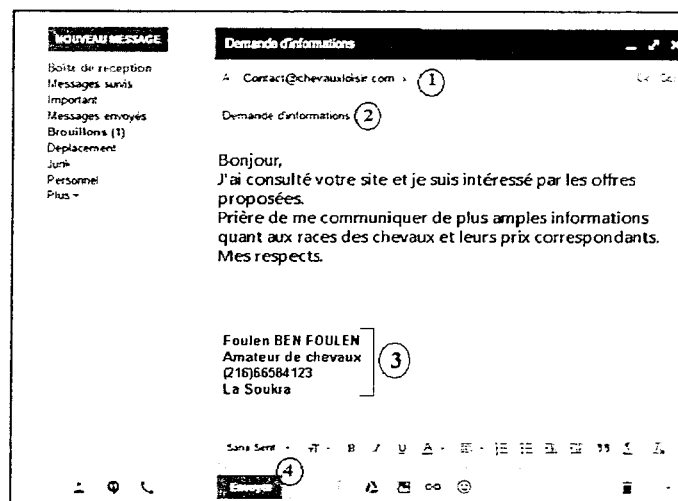 NOUVEAU MESSAGE
Boîte de réception
Messages suivis
Important
Messages envoyés
Brouillons (1)
Deplacement
Junk
Personnel
Plus
Demande d'informations
A Contact@chevauxloisir.com x 1
Cc
Demande d'informations 2
Bonjour,
J'ai consulté votre site et je suis intéressé par les offres
proposées.
Prière de me communiquer de plus amples informations
quant aux races des chevaux et leurs prix correspondants.
Mes respects.
Foulen BEN FOULEN
Amateur de chevaux
(216)66584123
La Soukra
3
Sans Serif
B I U A
4